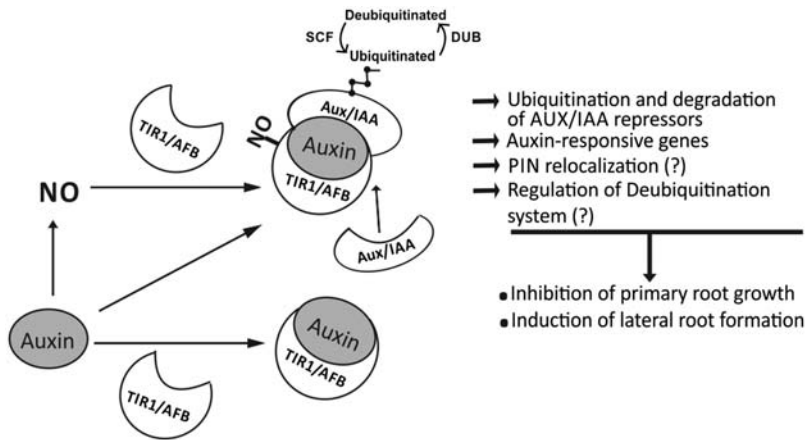 Deubiquitinated
SCF
DUB
Ubiquitinated
TIR1/AFB
NO
Aux/IAA
Auxin
TIR1/AFB
NO
Aux/IAA
Auxin
Auxin
TIR1/AFB
TIR1/AFB
Ubiquitination and degradation
of AUX/IAA repressors
Auxin-responsive genes
PIN relocalization (?)
Regulation of Deubiquitination
system (?)
•Inhibition of primary root growth
•Induction of lateral root formation